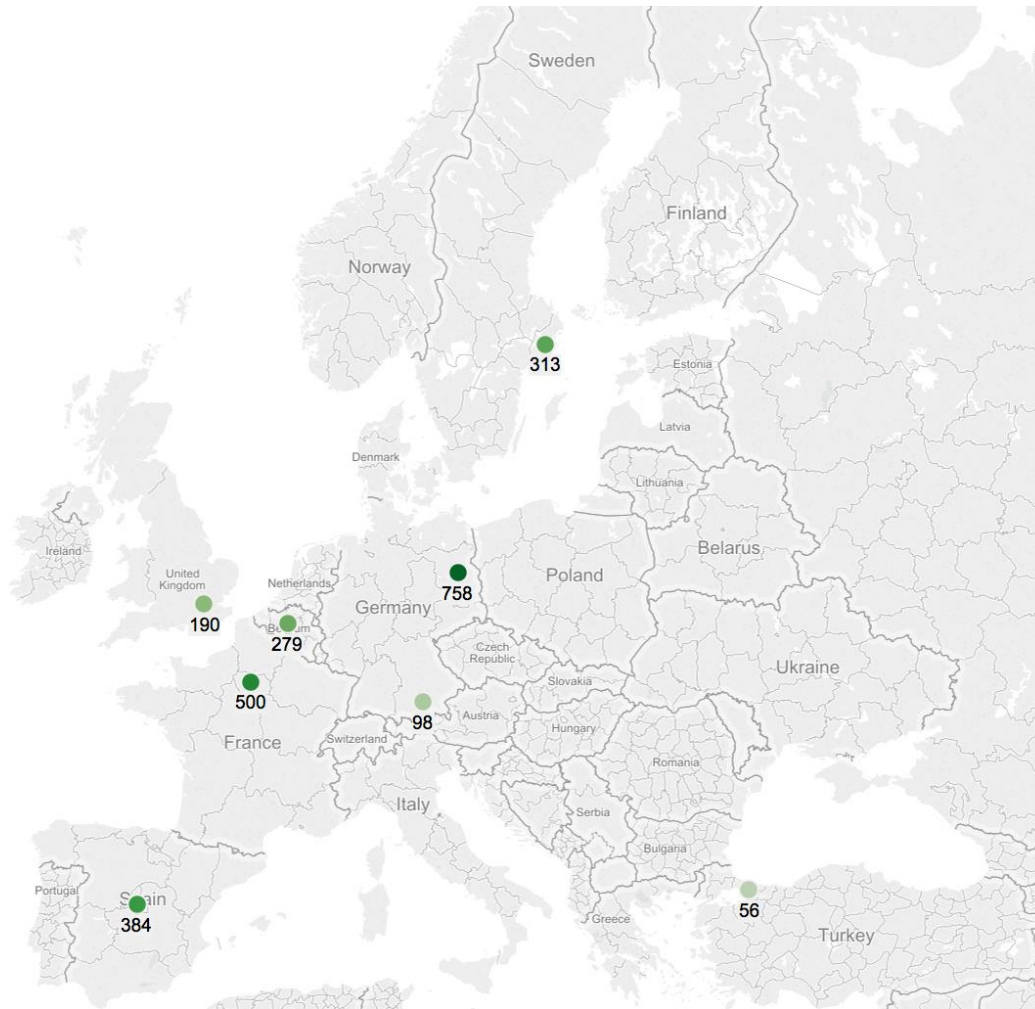 Sweden
Finland
Norway
313
Estonia
Latvia
Denmark
Lithuania
Ireland
United
Kingdom
Netherlands
Belarus
Poland
758
Germany
190
Belgium
279
Czech
Republic
Ukraine
Slovakia
500
98
Austria
Hungary
France
Switzerland
Romania
Italy
Serbia
Bulgaria
Portugal
Spain
384
56
Greece
Turkey